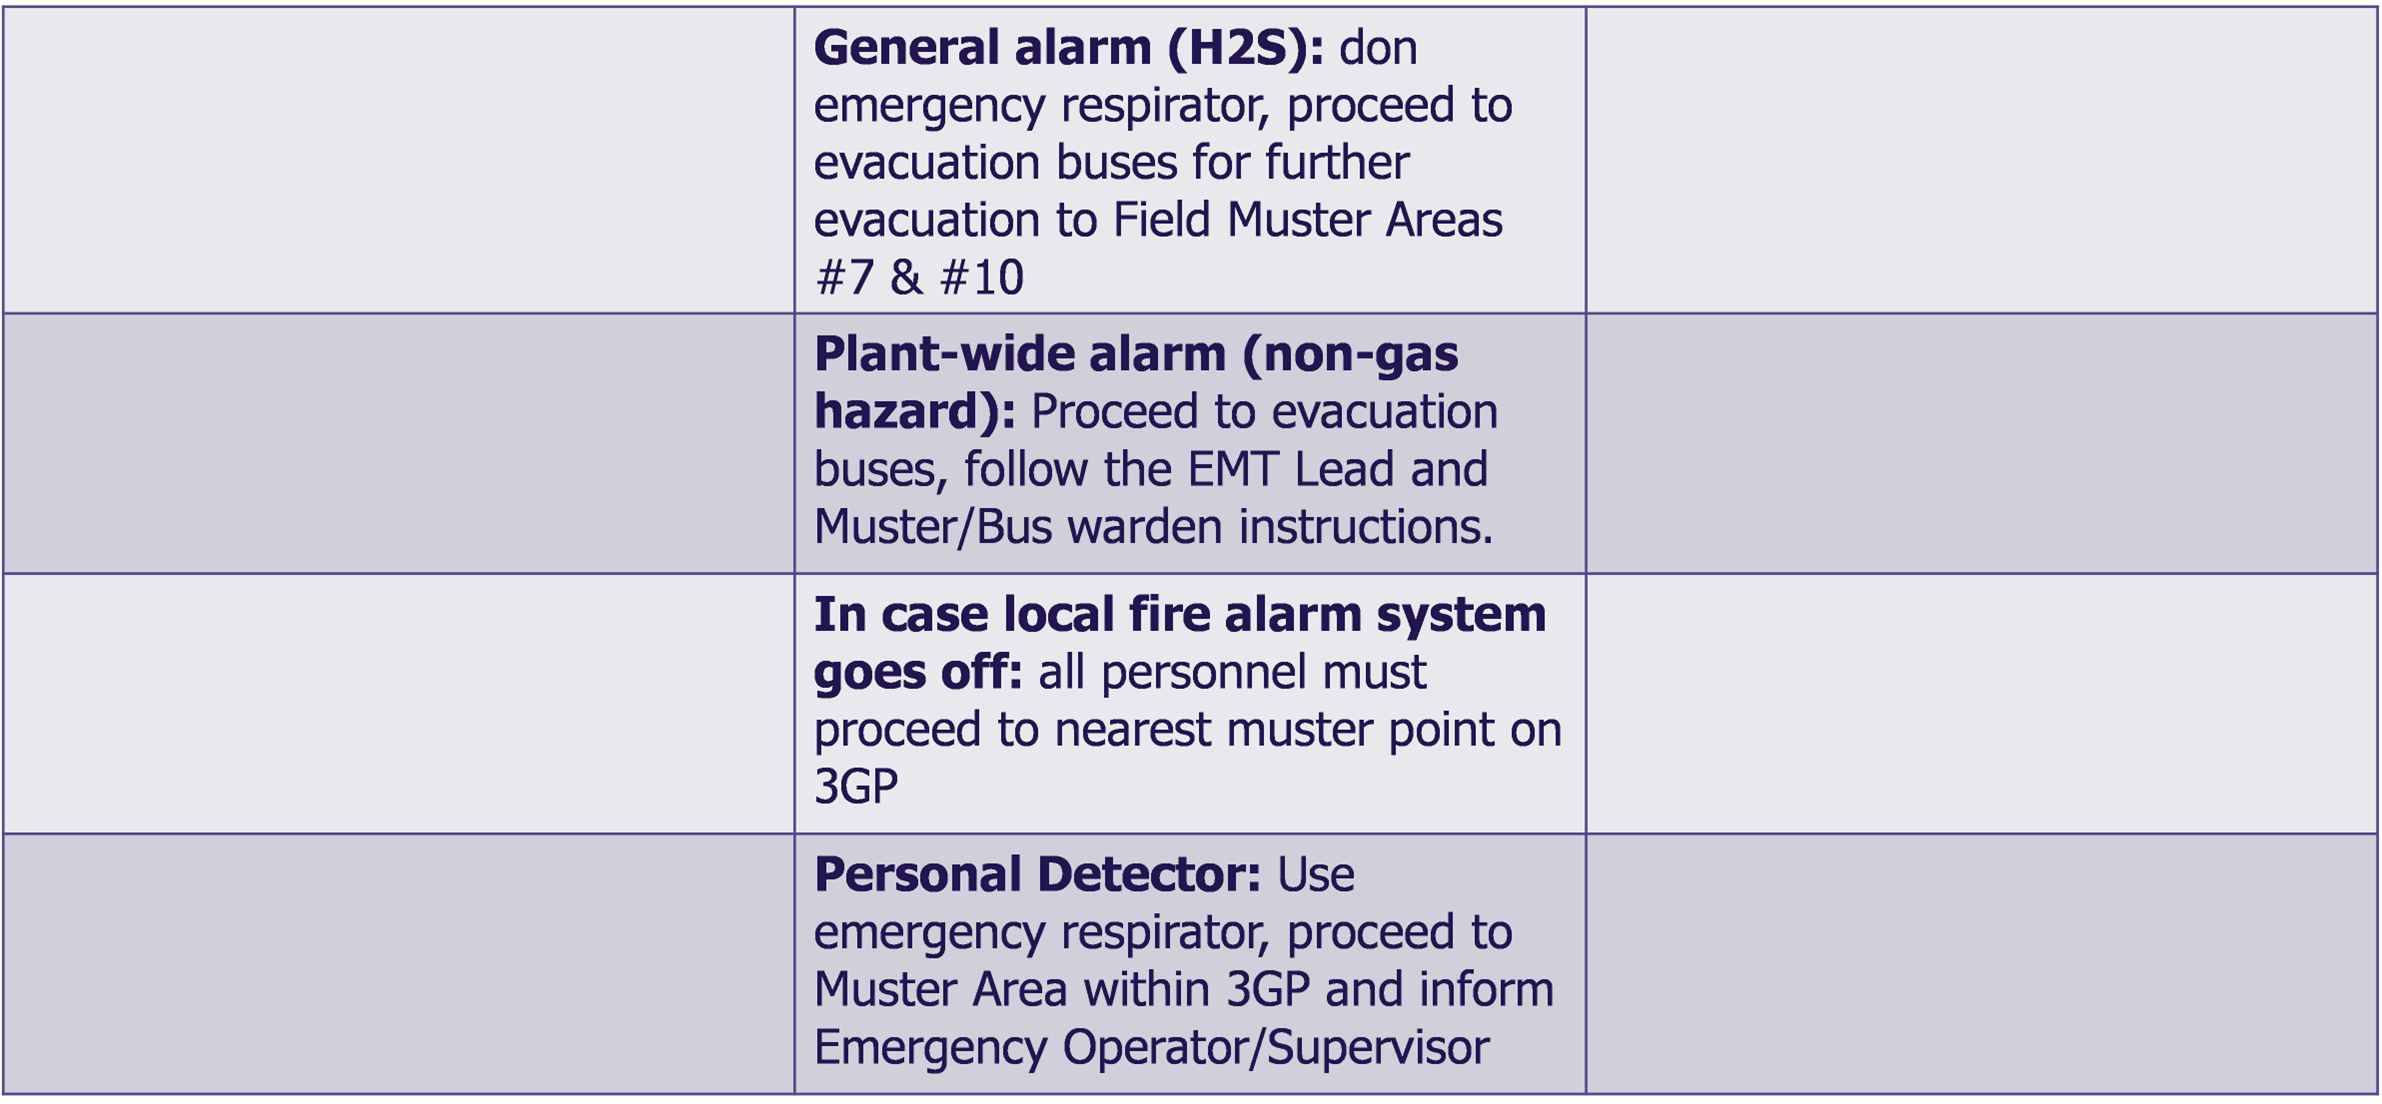 General alarm (H2S): don
emergency respirator, proceed to
evacuation buses for further
evacuation to Field Muster Areas
#7 & #10
Plant-wide alarm (non-gas
hazard): Proceed to evacuation
buses, follow the EMT Lead and
Muster/Bus warden instructions.
In case local fire alarm system
goes off: all personnel must
proceed to nearest muster point on
3GP
Personal Detector: Use
emergency respirator, proceed to
Muster Area within 3GP and inform
Emergency Operator/Supervisor